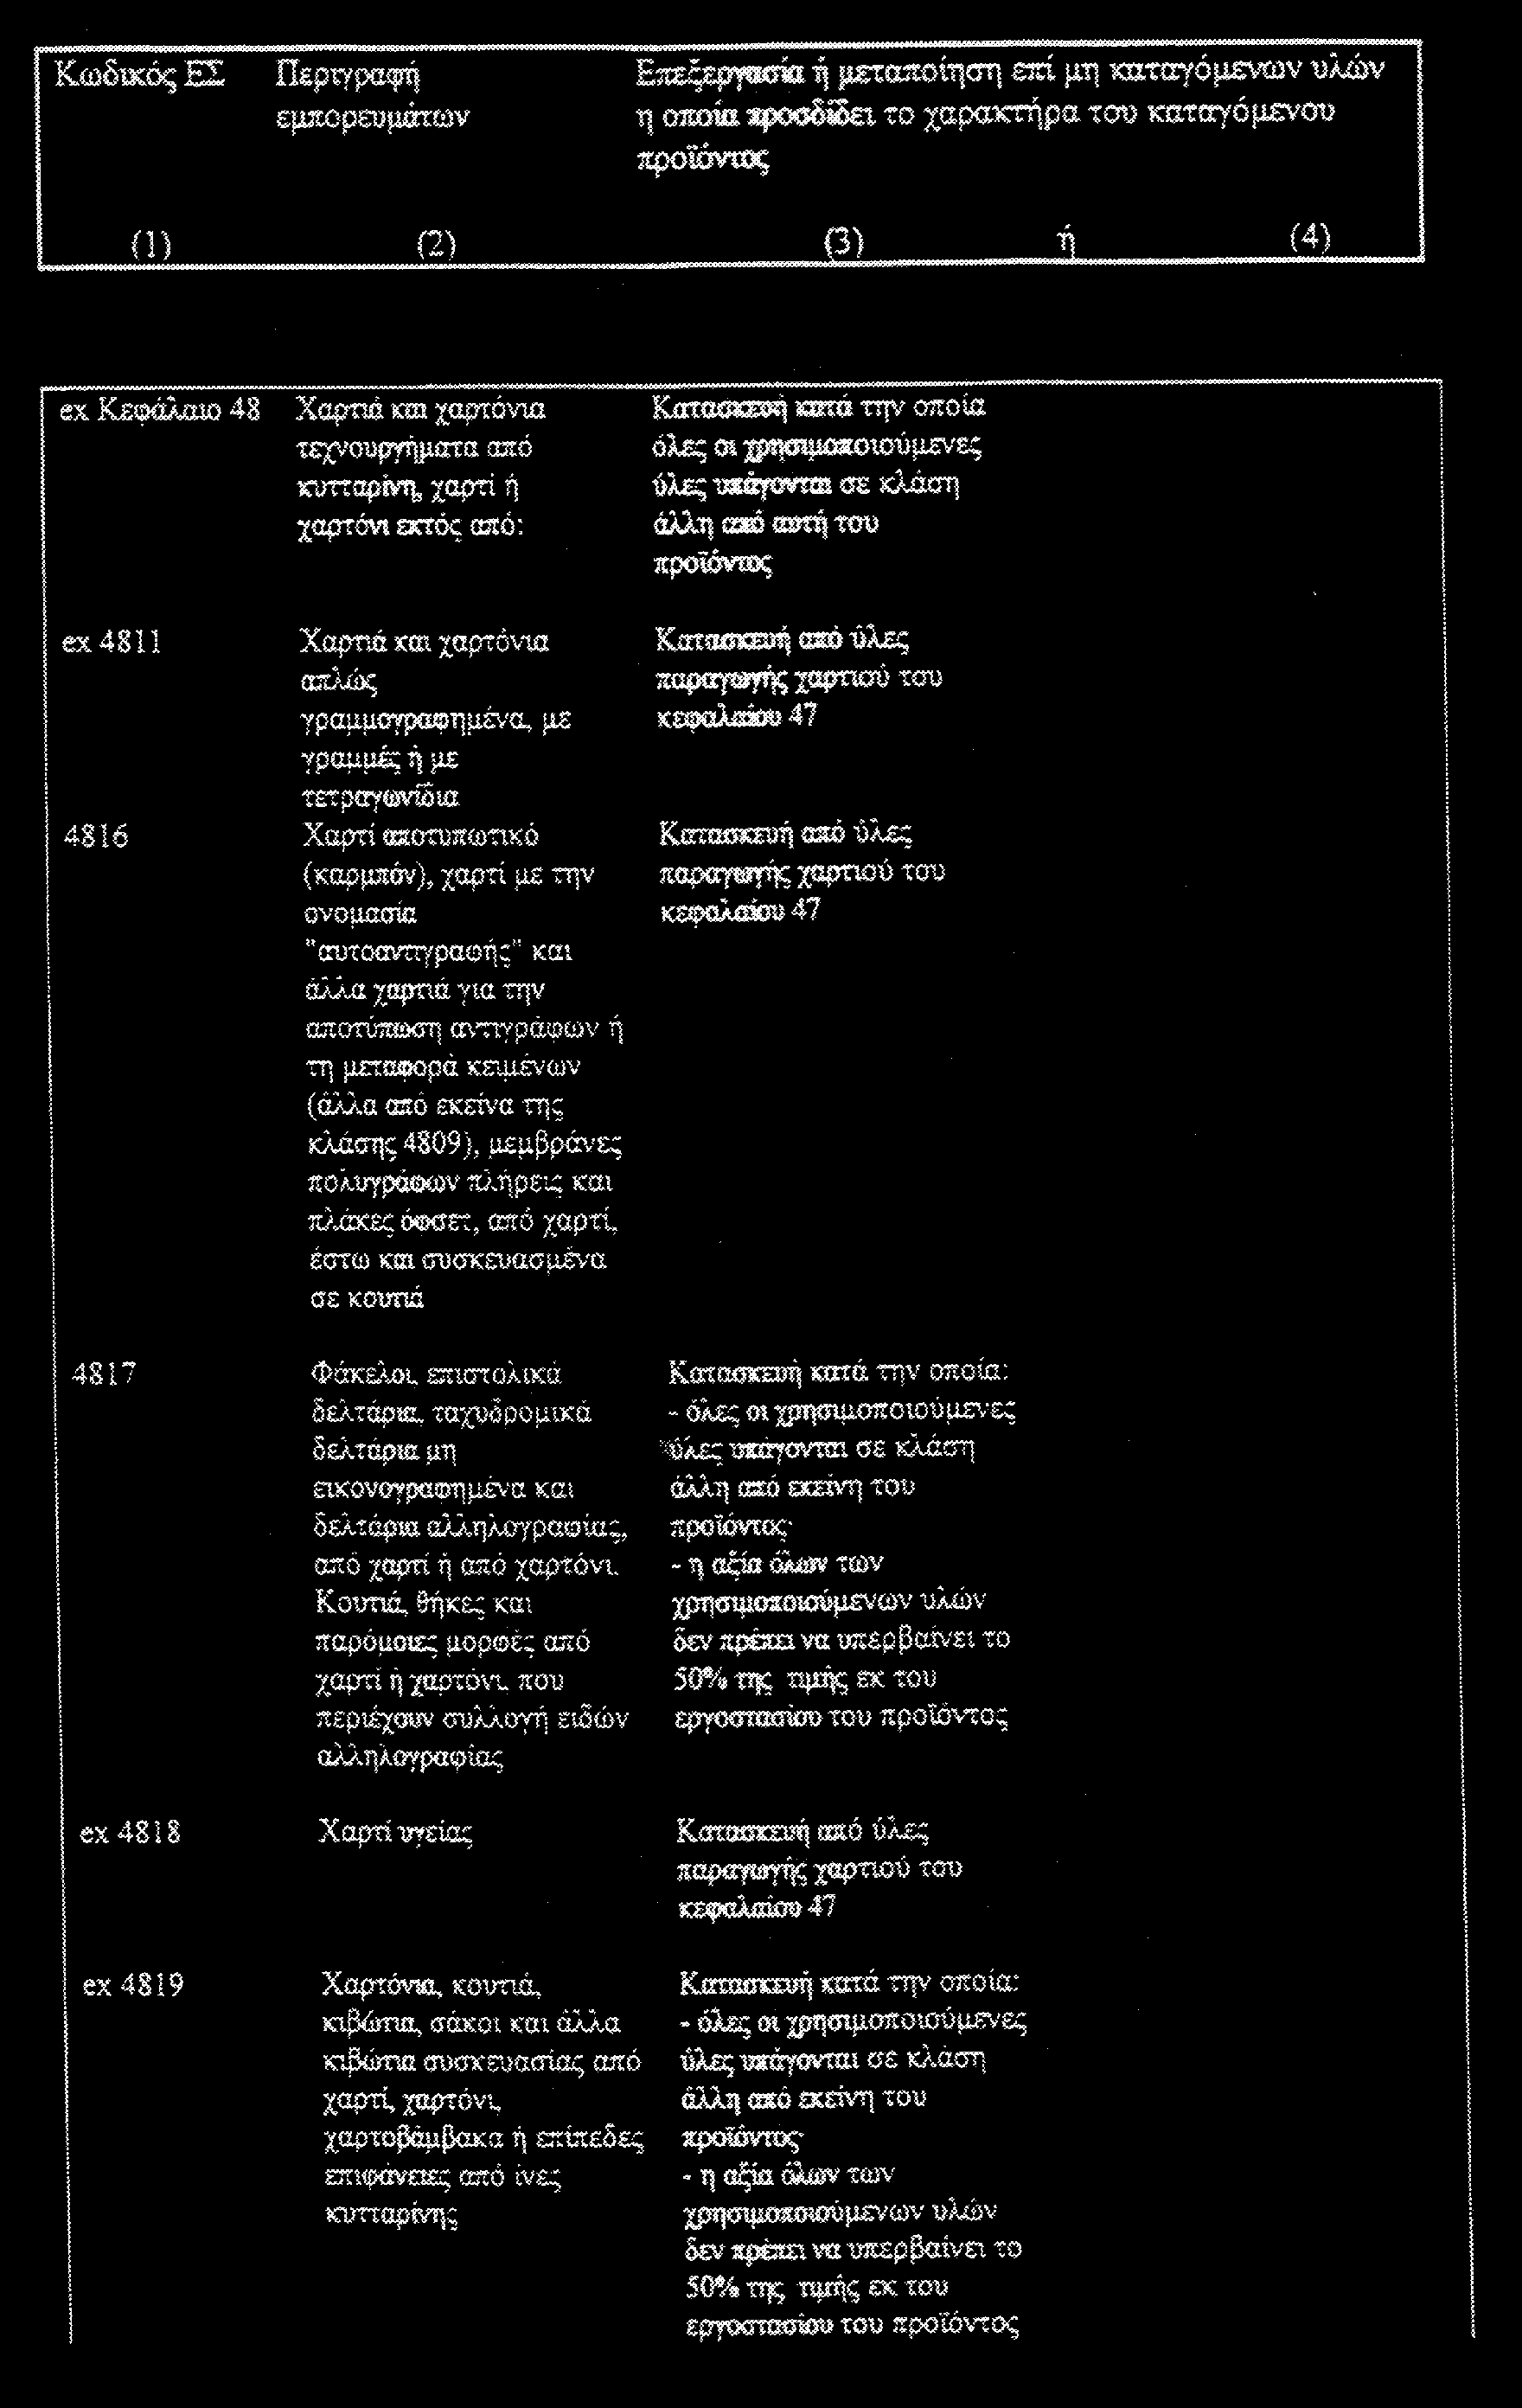 Κωδικός ΕΣ
Περιγραφή
εμπορευμάτων
Επεξεργασία ή μεταποίηση επί μη καταγόμενων υλών
η οποία προσδίδει το χαρακτήρα του καταγόμενου
προϊόντος
(1) (2) (3) ή (4)
ex Κεφάλαιο 48
Χαρτιά και χαρτόνια
τεχνουργήματα από
κυτταρίνη, χαρτί ή
χαρτόνι εκτός από:
Κατασκευή κατά την οποία
όλες οι χρησιμοποιούμενες
ύλες υπάγονται σε κλάση
άλλη από αυτή του
προϊόντος
ex 4811
Χαρτιά και χαρτόνια
απλώς
γραμμογραφημένα, με
γραμμές ή με
τετραγωνίδια
Κατασκευή από ύλες
παραγωγής χαρτιού του
κεφαλαίου 47
4816
Χαρτί αποτυπωτικό
(καρμπόν), χαρτί με την
ονομασία
"αυτοαντιγραφής" και
άλλα χαρτιά για την
αποτύπωση αντιγράφων ή
τη μεταφορά κειμένων
(άλλα από εκείνα της
κλάσης 4809), μεμβράνες
πολυγράφων πλήρεις και
πλάκες όφσετ, από χαρτί,
έστω και συσκευασμένα
σε κουτιά
Κατασκευή από ύλες
παραγωγής χαρτιού του
κεφαλαίου 47
4817
Φάκελοι, επιστολικά
δελτάρια, ταχυδρομικά
δελτάρια μη
εικονογραφημένα και
δελτάρια αλληλογραφίας,
από χαρτί ή από χαρτόνι.
Κουτιά, θήκες και
παρόμοιες μορφές από
χαρτί ή χαρτόνι, που
περιέχουν συλλογή ειδών
αλληλογραφίας
Κατασκευή κατά την οποία:
- όλες οι χρησιμοποιούμενες
ύλες υπάγονται σε κλάση
άλλη από εκείνη του
προϊόντος·
- η αξία όλων των
χρησιμοποιούμενων υλών
δεν πρέπει να υπερβαίνει το
50% της τιμής εκ του
εργοστασίου του προϊόντος
ex 4818
Χαρτί υγείας
Κατασκευή από ύλες
παραγωγής χαρτιού του
κεφαλαίου 47
ex 4819
Χαρτόνια, κουτιά,
κιβώτια, σάκοι και άλλα
κιβώτια συσκευασίας από
χαρτί, χαρτόνι,
χαρτοβάμβακα ή επίπεδες
επιφάνειες από ίνες
κυτταρίνης
Κατασκευή κατά την οποία:
- όλες οι χρησιμοποιούμενες
ύλες υπάγονται σε κλάση
άλλη από εκείνη του
προϊόντος·
- η αξία όλων των
χρησιμοποιούμενων υλών
δεν πρέπει να υπερβαίνει το
50% της τιμής εκ του
εργοστασίου του προϊόντος